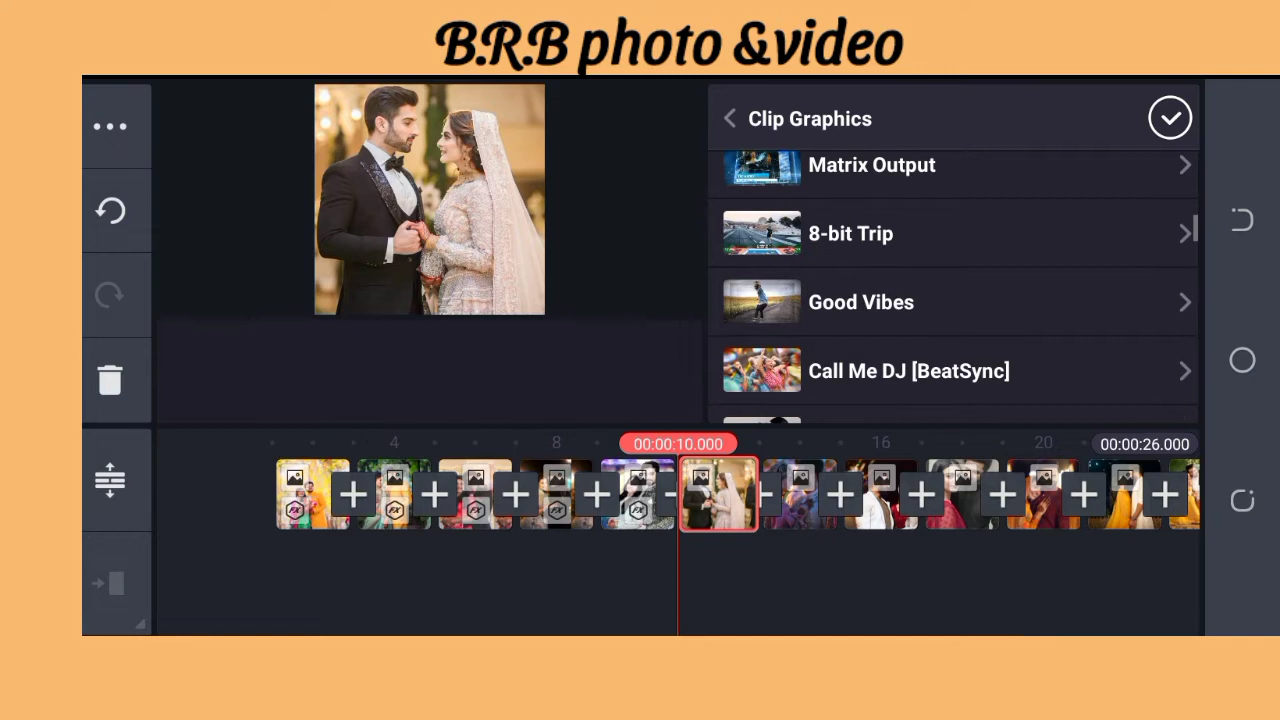 B.R.B photo &video
Clip Graphics
Matrix Output
8-bit Trip
Good Vibes
Call Me DJ [BeatSync]
4
8
00:00:10.000
16
20
00:00:26.000